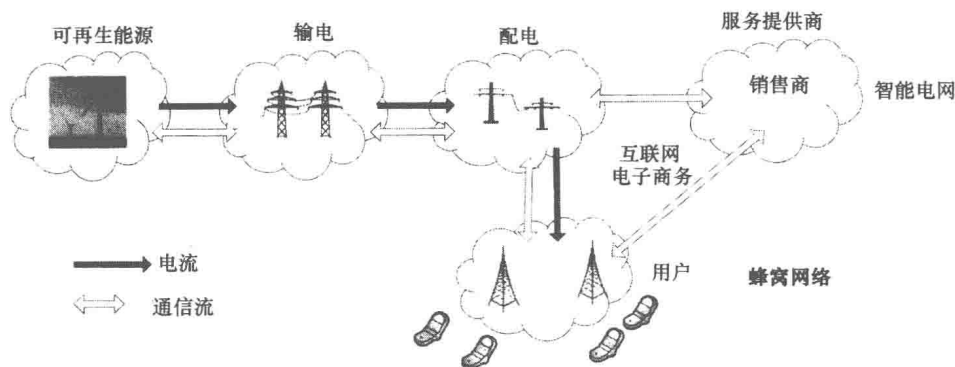 可再生能源
输电
配电
服务提供商
销售商
智能电网
互联网
电子商务
电流
通信流
用户
蜂窝网络